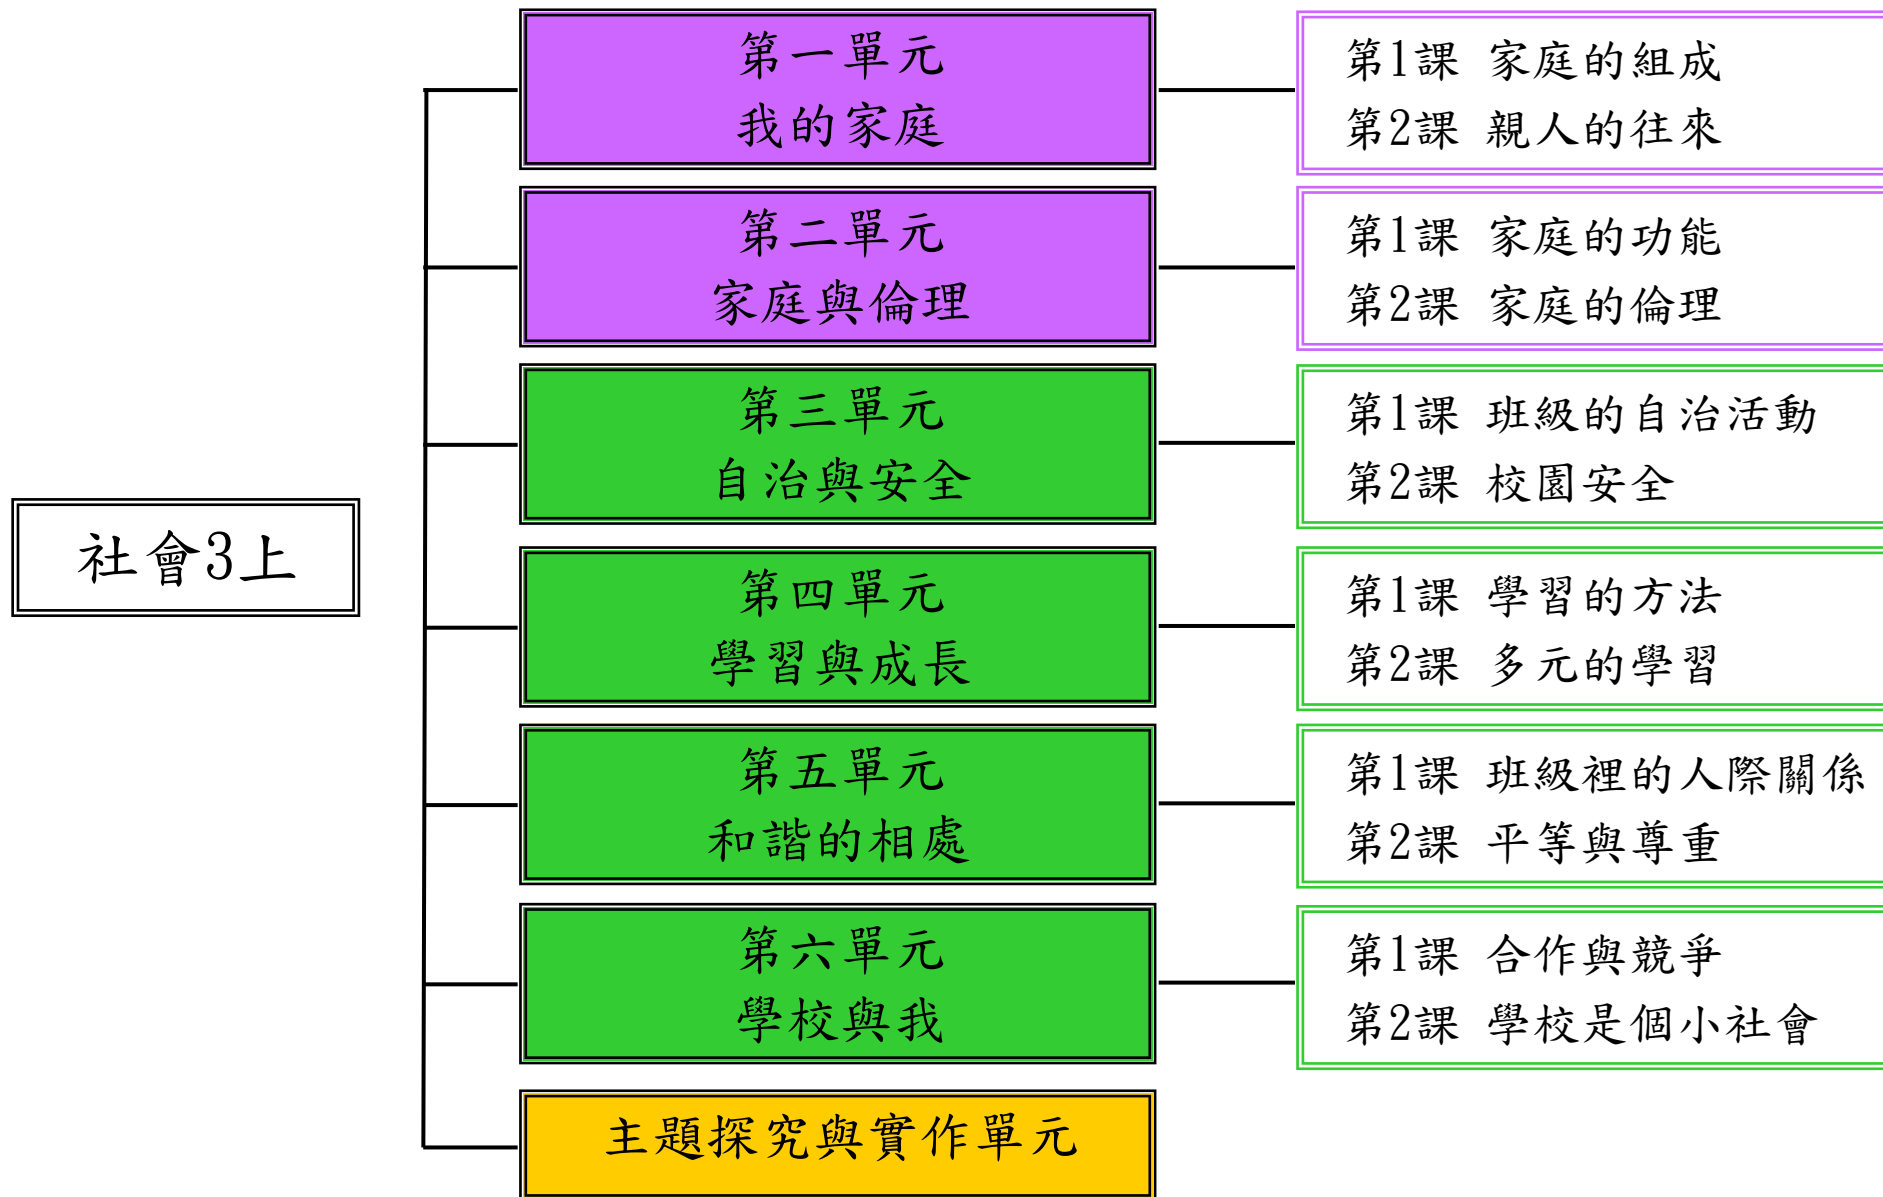 社會3上
第一單元
我的家庭
第1課 家庭的組成
第2課 親人的往來
第二單元
家庭與倫理
第1課 家庭的功能
第2課 家庭的倫理
第三單元
自治與安全
第1課 班級的自治活動
第2課 校園安全
第四單元
學習與成長
第1課 學習的方法
第2課 多元的學習
第五單元
和諧的相處
第1課 班級裡的人際關係
第2課 平等與尊重
第六單元
學校與我
第1課 合作與競爭
第2課 學校是個小社會
主題探究與實作單元